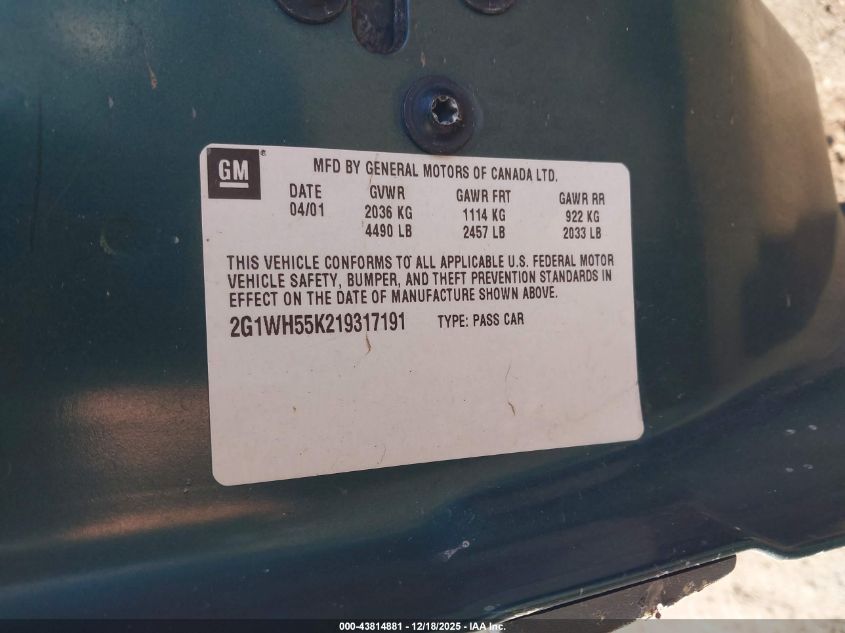 GM
MFD BY GENERAL MOTORS OF CANADA LTD.
DATE GVWR GAWR FRT GAWR RR
04/01 2036 KG 1114 KG 922 KG
4490 LB 2457 LB 2033 LB
THIS VEHICLE CONFORMS TO ALL APPLICABLE U.S. FEDERAL MOTOR
VEHICLE SAFETY, BUMPER, AND THEFT PREVENTION STANDARDS IN
EFFECT ON THE DATE OF MANUFACTURE SHOWN ABOVE.
2G1WH55K219317191 TYPE: PASS CAR
000-43814881 - 12/18/2025 - IAA Inc.